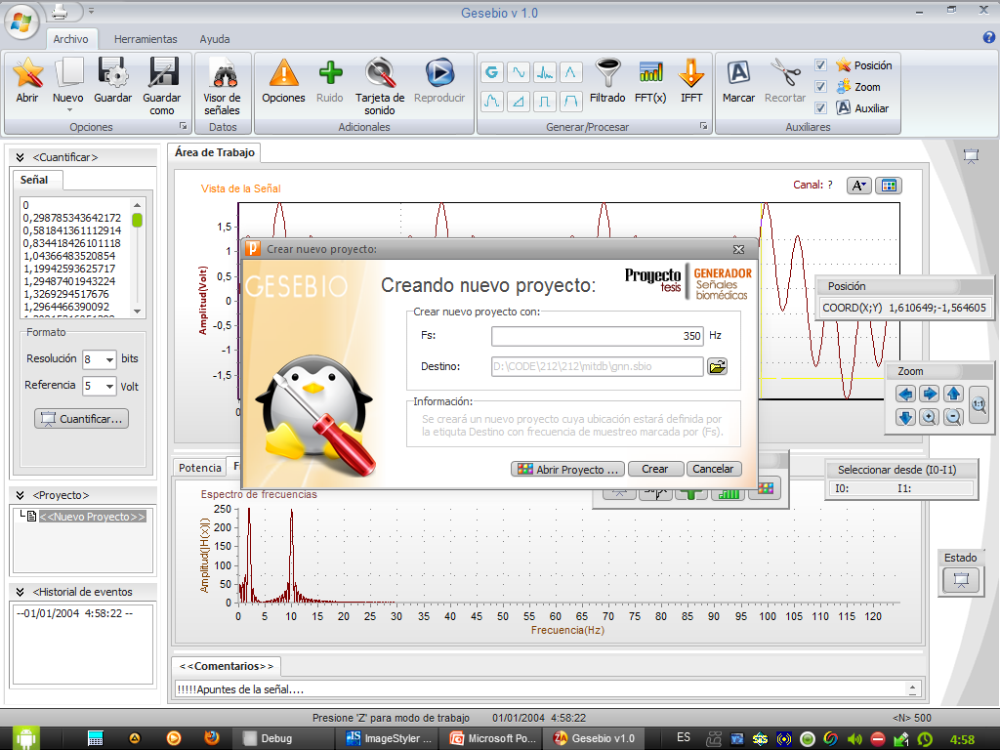 Gesebio v 1.0
Archivo
Herramientas
Ayuda
Abrir
Nuevo
Guardar
Guardar como
Opciones
Visor de señales
Datos
Opciones
Ruido
Tarjeta de sonido
Reproducir
Adicionales
Filtrado
FFT(x)
IFFT
Generar/Procesar
Marcar
Recortar
Posición
Zoom
Auxiliar
Auxiliares
<Cuantificar>
Señal
0
0,298785343642172
0,581841361112914
0,834418426101118
1,04366483520854
1,19942593625717
1,29487401943224
1,3269294517676
1,2964466390092
Formato
Resolución 8 bits
Referencia 5 Volt
Cuantificar...
<Proyecto>
<<Nuevo Proyecto>>
<Historial de eventos
--01/01/2004 4:58:22 --
Área de Trabajo
Vista de la Señal
Canal: ?
Amplitud(Volt)
1,5
1
0,5
0
-0,5
-1
-1,5
Crear nuevo proyecto:
GESEBIO
Creando nuevo proyecto:
Proyecto tesis
GENERADOR
Señales
biomédicas
Crear nuevo proyecto con:
Fs: 350 Hz
Destino: D:\CODE\212\212\mitdb\gnn.sbio
Información:
Se creará un nuevo proyecto cuya ubicación estará definida por
la etiquta Destino con frecuencia de muestreo marcada por (Fs).
Abrir Proyecto ...
Crear
Cancelar
Posición
COORD(X;Y) 1,610649;-1,564605
Zoom
1:1
Seleccionar desde (I0-I1)
I0: I1:
Estado
Potencia
Espectro de frecuencias
Amplitud(|H(x)|)
250
200
150
100
50
0
0 5 10 15 20 25 30 35 40 45 50 55 60 65 70 75 80 85 90 95 100 105 110 115 120
Frecuencia(Hz)
<<Comentarios>>
!!!!!Apuntes de la señal....
Presione 'Z' para modo de trabajo 01/01/2004 4:58:22 <N> 500
Debug
ImageStyler ...
Microsoft Po...
Gesebio v1.0
ES
4:58